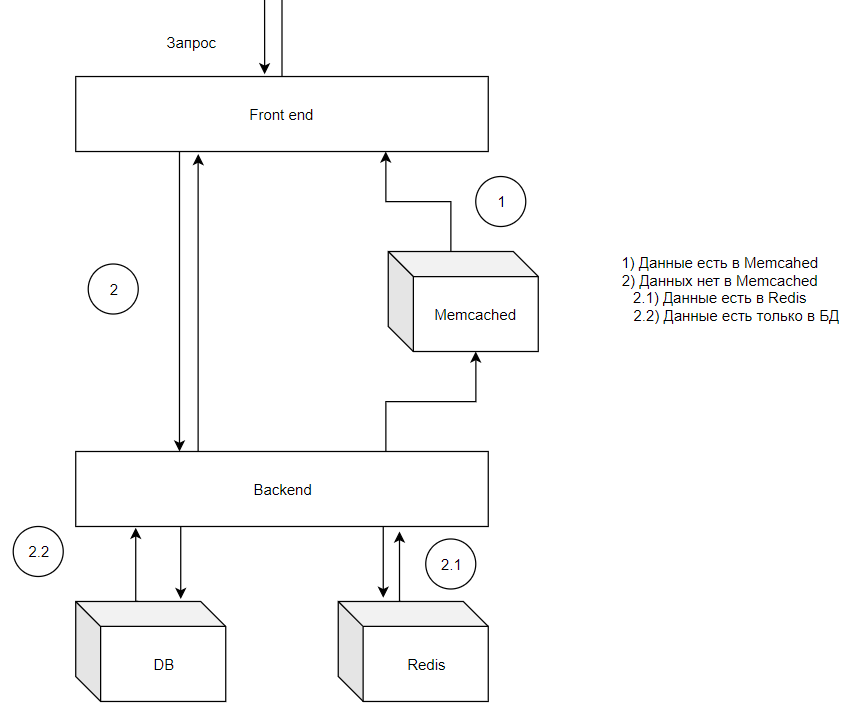 Запрос
Front end
1
1) Данные есть в Memcahed
2) Данных нет в Memcached
2.1) Данные есть в Redis
2.2) Данные есть только в БД
2
Memcached
Backend
2.2
2.1
DB
Redis